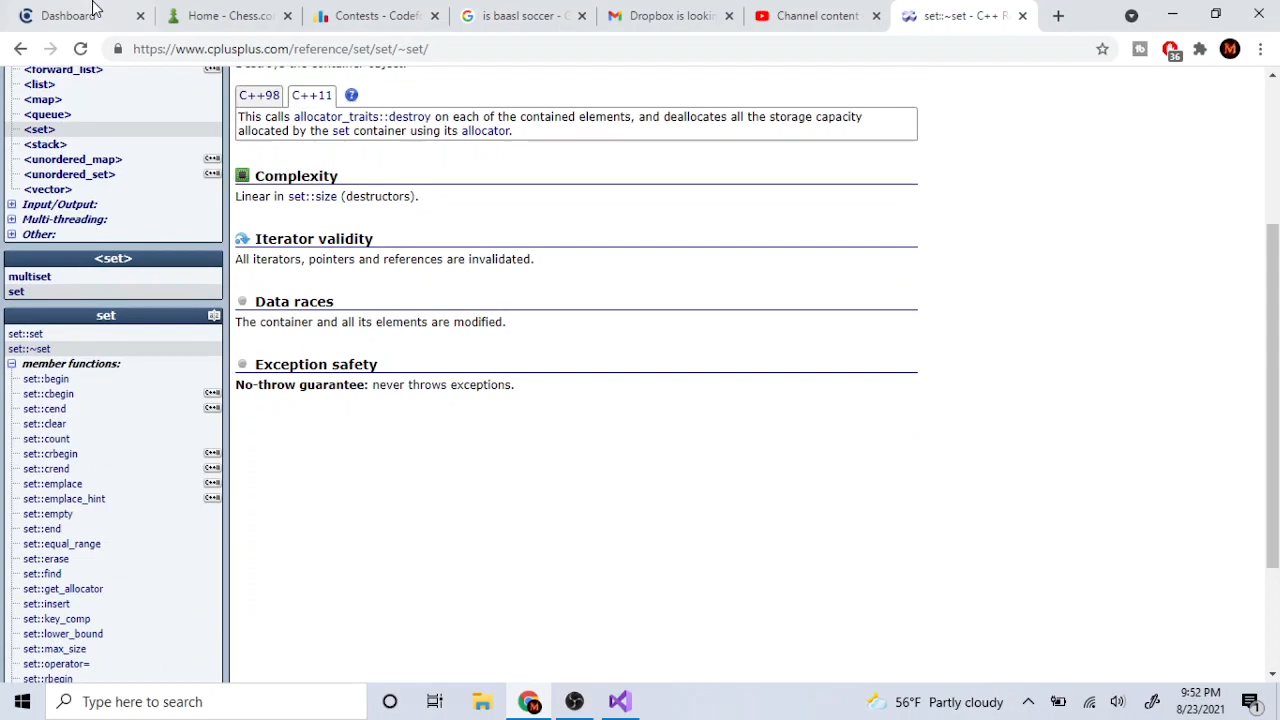 Dashboard
Home - Chess.co
Contests - Codef
is baasl soccer - G
Dropbox is lookin
Channel content
set::~set - C++ R
https://www.cplusplus.com/reference/set/set/~set/
36
M
<forward_list>
<list>
<map>
<queue>
<set>
<stack>
<unordered_map>
<unordered_set>
<vector>
Input/Output:
Multi-threading:
Other:
<set>
multiset
set
set
set::set
set::~set
member functions:
set::begin
set::cbegin
set::cend
set::clear
set::count
set::crbegin
set::crend
set::emplace
set::emplace_hint
set::empty
set::end
set::equal_range
set::erase
set::find
set::get_allocator
set::insert
set::key_comp
set::lower_bound
set::max_size
set::operator=
set::rbegin
C++98
C++11
This calls allocator_traits::destroy on each of the contained elements, and deallocates all the storage capacity
allocated by the set container using its allocator.
Complexity
Linear in set::size (destructors).
Iterator validity
All iterators, pointers and references are invalidated.
Data races
The container and all its elements are modified.
Exception safety
No-throw guarantee: never throws exceptions.
Type here to search
56°F Partly cloudy
9:52 PM
8/23/2021